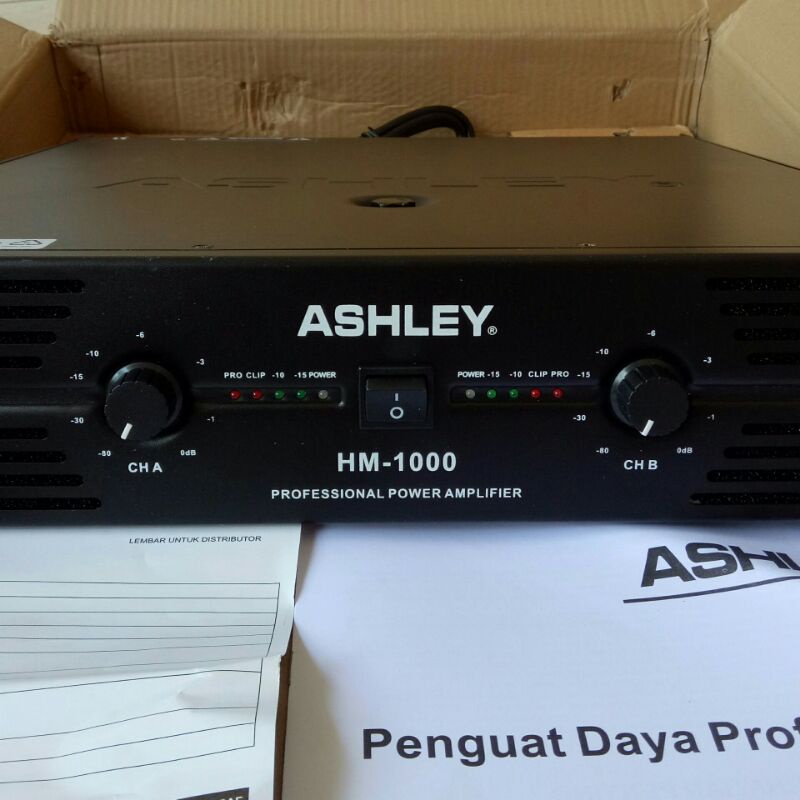 ASHLEY
ASHLEY®
-6
-10
-3
-15
-30
-1
-80
0dB
CH A
PRO CLIP -10 -15 POWER
I
O
POWER -15 -10 CLIP PRO
-6
-10
-3
-15
-30
-1
-80
0dB
CH B
HM-1000
PROFESSIONAL POWER AMPLIFIER
LEMBAR UNTUK DISTRIBUTOR
ASHL
Penguat Daya Prof